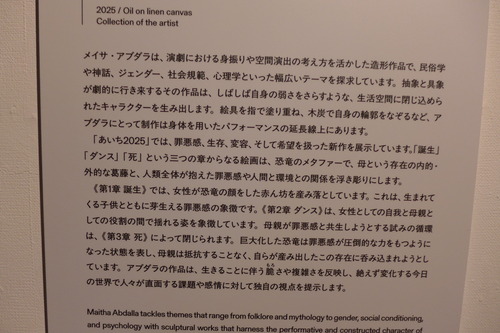 2025 / Oil on linen canvas
Collection of the artist
メイサ・アブダラは、演劇における身振りや空間演出の考え方を活かした造形作品で、民俗学
や神話、ジェンダー、社会規範、心理学といった幅広いテーマを探求しています。抽象と具象
が劇的に行き来するその作品は、しばしば自身の弱さをさらすような、生活空間に閉じ込めら
れたキャラクターを生み出します。絵具を指で塗り重ね、木炭で自身の輪郭をなぞるなど、ア
ブダラにとって制作は身体を用いたパフォーマンスの延長線上にあります。
「あいち2025」では、罪悪感、生存、変容、そして希望を扱った新作を展示しています。「誕生」
「ダンス」「死」という三つの章からなる絵画は、恐竜のメタファーで、母という存在の内的・
外的な葛藤と、人類全体が抱えた罪悪感や人間と環境との関係を浮き彫りにします。
《第1章 誕生》では、女性が恐竜の顔をした赤ん坊を産み落としています。これは、生まれて
くる子供とともに芽生える罪悪感の象徴です。《第2章 ダンス》は、女性としての自我と母親と
しての役割の間で揺れる姿を象徴しています。母親が罪悪感と共生しようとする試みの循環
は、《第3章 死》によって閉じられます。巨大化した恐竜は罪悪感が圧倒的な力をもつように
なった状態を表し、母親は抵抗することなく、自らが産み出したこの存在に呑み込まれようとし
ています。アブダラの作品は、生きることに伴う脆さや複雑さを反映し、絶えず変化する今日
の世界で人々が直面する課題や感情に対して独自の視点を提示します。
Maitha Abdalla tackles themes that range from folklore and mythology to gender, social conditioning,
and psychology with sculptural works that harness the performative and constructed character of